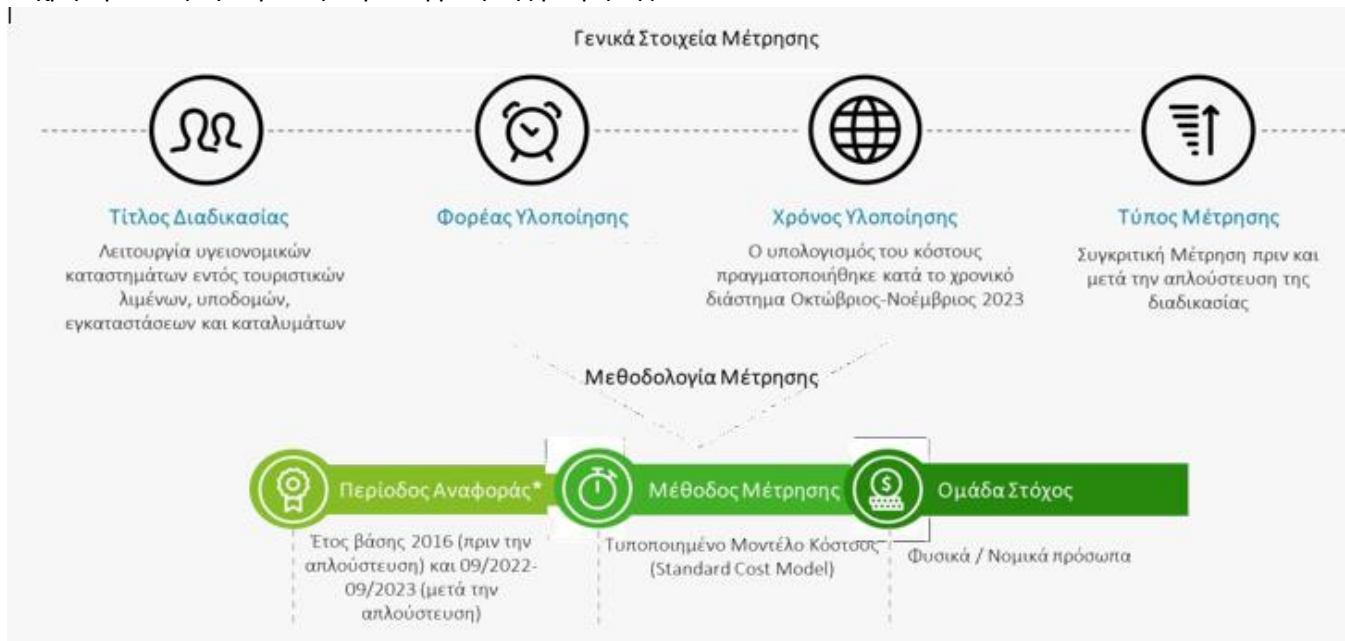 Γενικά Στοιχεία Μέτρησης
Τίτλος Διαδικασίας
Λειτουργία υγειονομικών
καταστημάτων εντός τουριστικών
λιμένων, υποδομών,
εγκαταστάσεων και καταλυμάτων
Φορέας Υλοποίησης
Χρόνος Υλοποίησης
Ο υπολογισμός του κόστους
πραγματοποιήθηκε κατά το χρονικό
διάστημα Οκτώβριος-Νοέμβριος 2023
Τύπος Μέτρησης
Συγκριτική Μέτρηση πριν και
μετά την απλούστευση της
διαδικασίας
Μεθοδολογία Μέτρησης
Περίοδος Αναφοράς*
Έτος βάσης 2016 (πριν την
απλούστευση) και 09/2022-
09/2023 (μετά την
απλούστευση)
Μέθοδος Μέτρησης
Τυποποιημένο Μοντέλο Κόστσος
(Standard Cost Model)
Ομάδα Στόχος
Φυσικά / Νομικά πρόσωπα